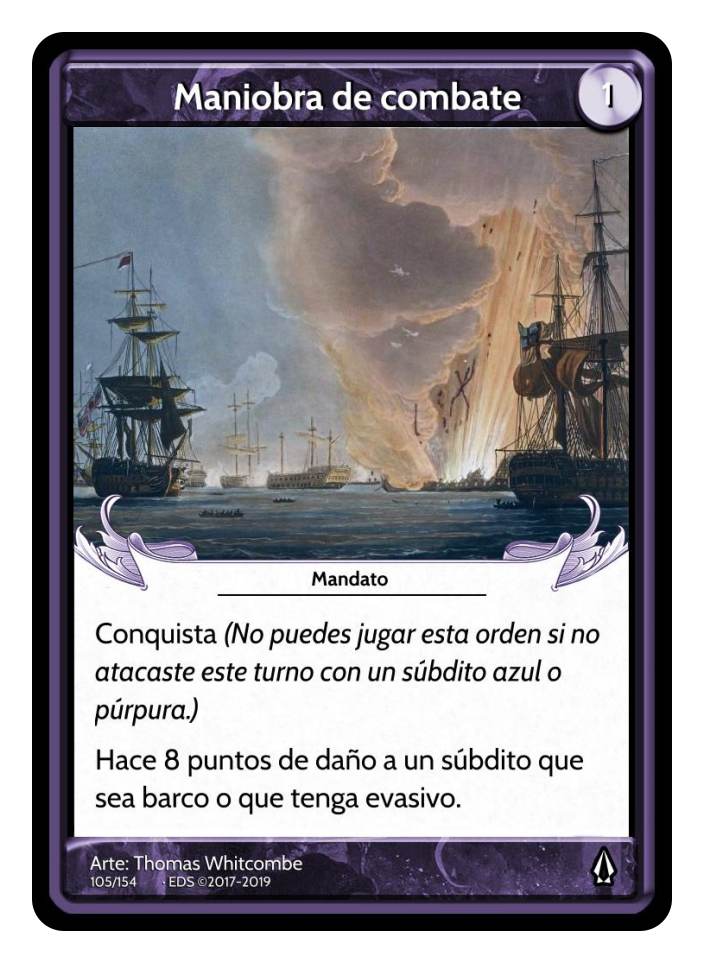 Maniobra de combate
1
Mandato
Conquista (No puedes jugar esta orden si no
atacaste este turno con un súbdito azul o
púrpura.)
Hace 8 puntos de daño a un súbdito que
sea barco o que tenga evasivo.
Arte: Thomas Whitcombe
105/154 · EDS ©2017-2019